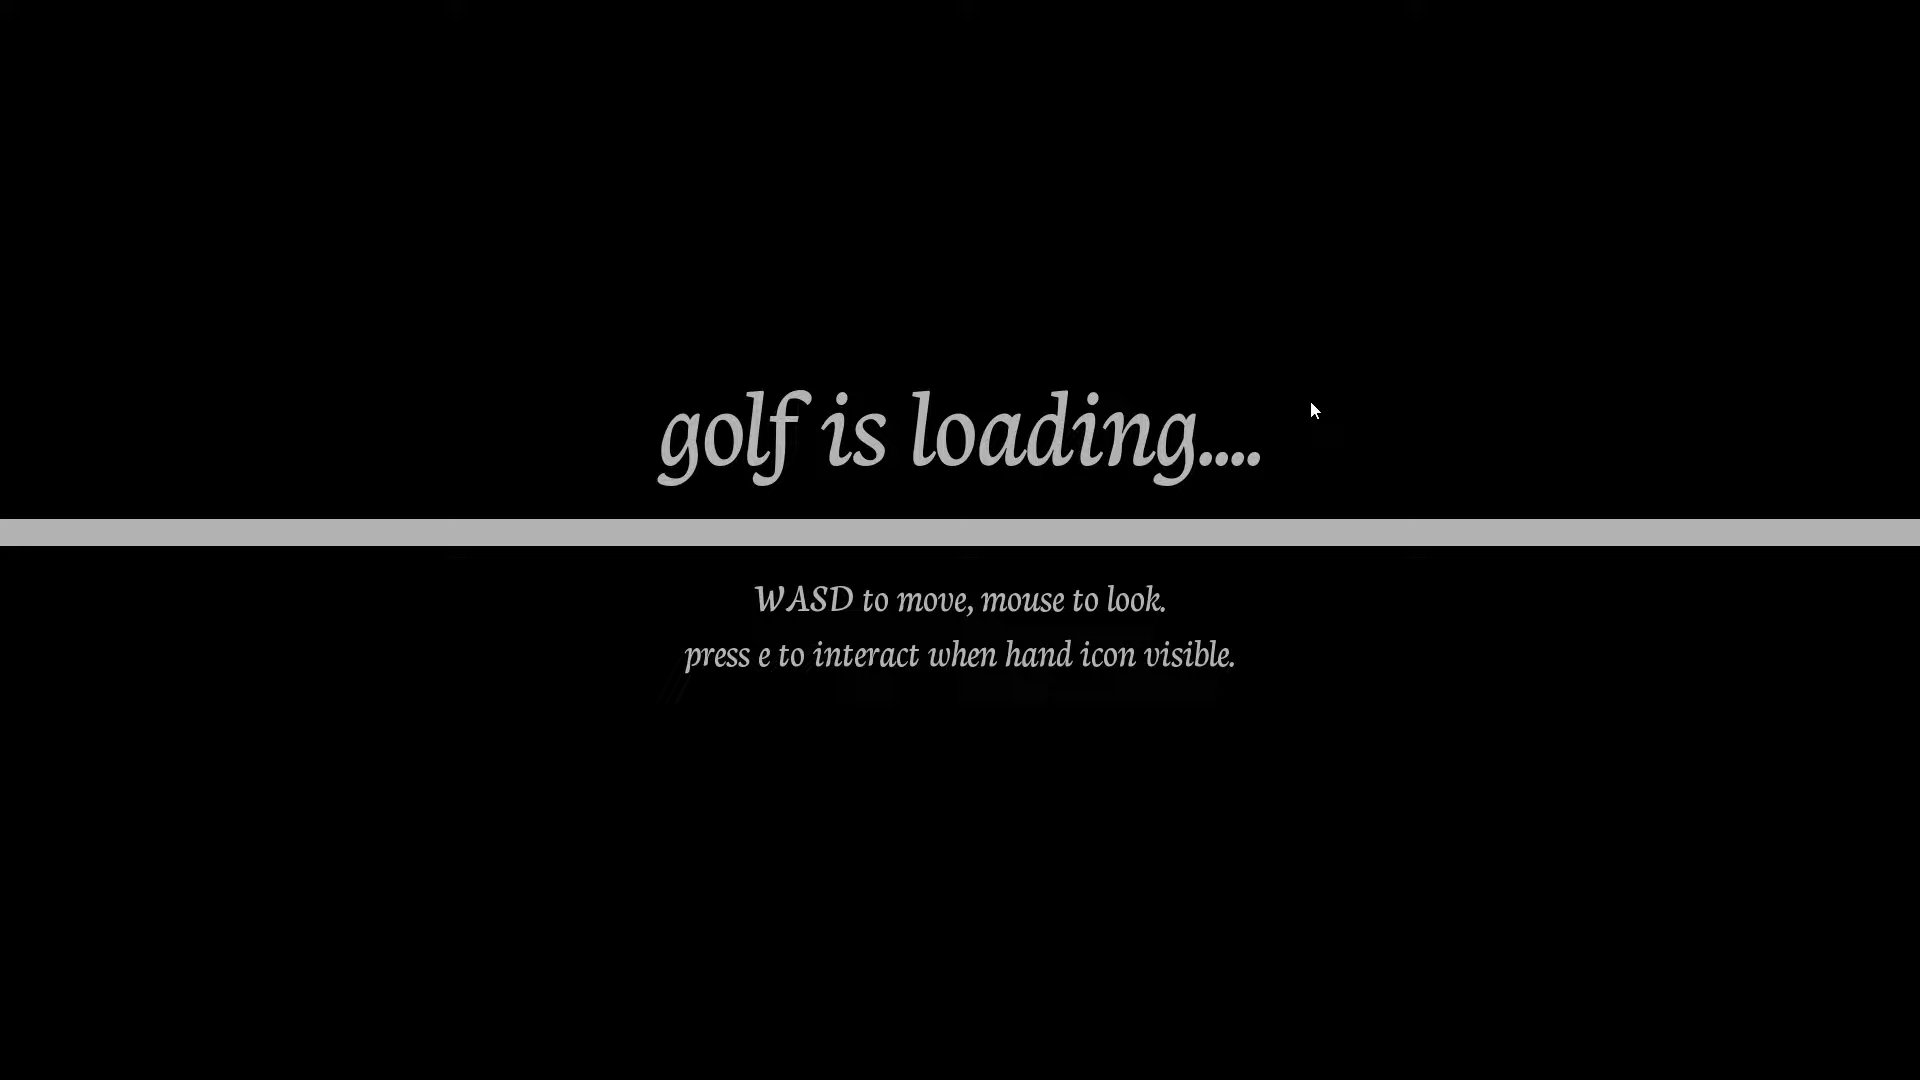 golf is loading....
WASD to move, mouse to look.
press e to interact when hand icon visible.